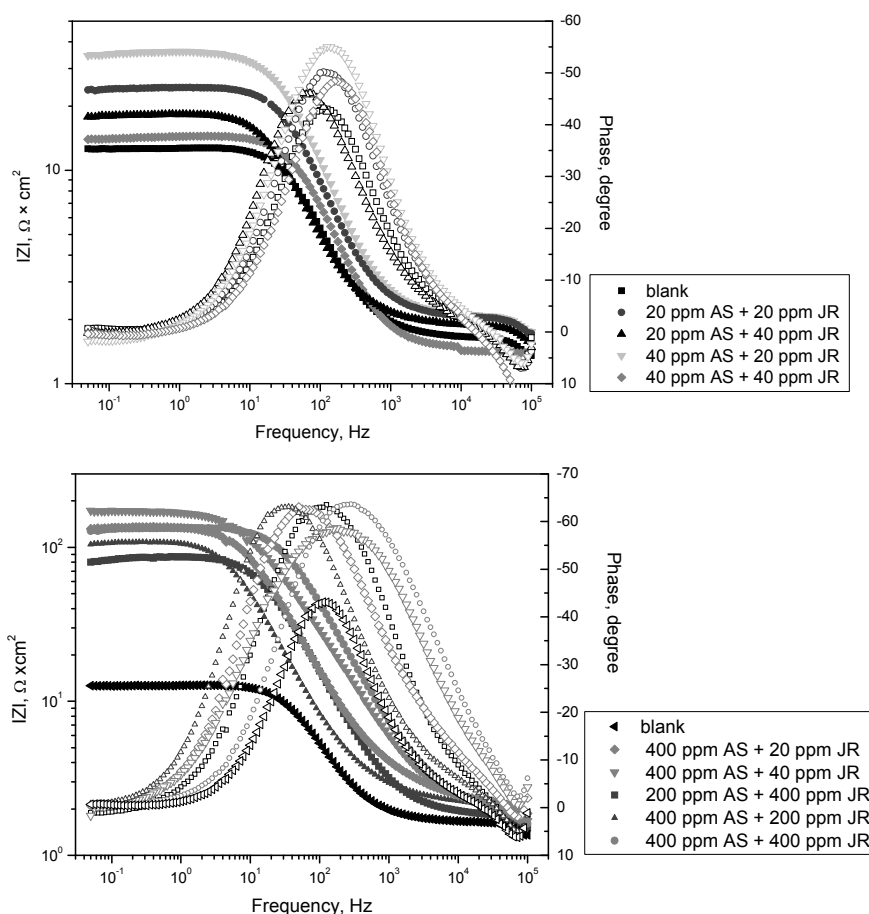 -60
-50
-40
-30
-20
-10
0
10
10
1
|Z|, Ω × cm²
Phase, degree
10⁻¹ 10⁰ 10¹ 10² 10³ 10⁴ 10⁵
Frequency, Hz
blank
20 ppm AS + 20 ppm JR
20 ppm AS + 40 ppm JR
40 ppm AS + 20 ppm JR
40 ppm AS + 40 ppm JR
-70
-60
-50
-40
-30
-20
-10
0
10
10²
10¹
10⁰
|Z|, Ω xcm²
Phase, degree
10⁻¹ 10⁰ 10¹ 10² 10³ 10⁴ 10⁵
Frequency, Hz
blank
400 ppm AS + 20 ppm JR
400 ppm AS + 40 ppm JR
200 ppm AS + 400 ppm JR
400 ppm AS + 200 ppm JR
400 ppm AS + 400 ppm JR